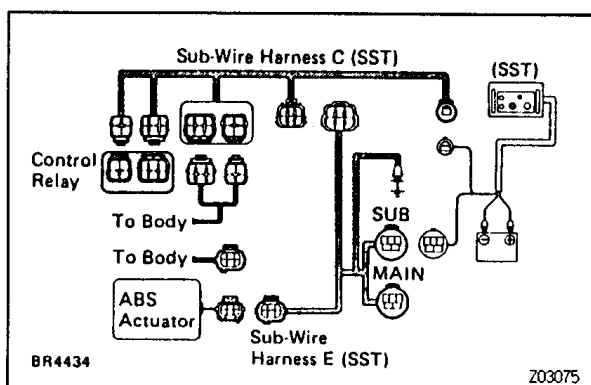 Sub-Wire Harness C (SST)
(SST)
Control
Relay
To Body
SUB
To Body
MAIN
ABS
Actuator
Sub-Wire
Harness E (SST)
BR4434
Z03075